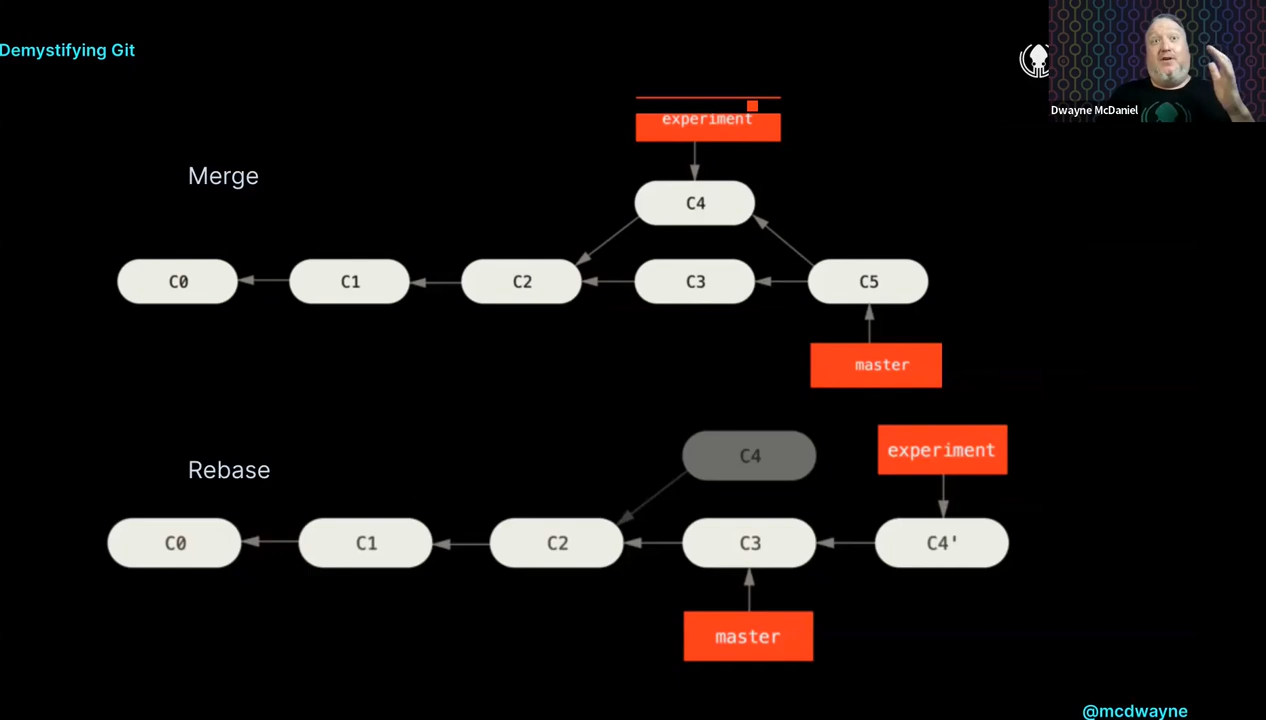 Demystifying Git
Dwayne McDaniel
experiment
Merge
C4
C0
C1
C2
C3
C5
master
C4
experiment
Rebase
C0
C1
C2
C3
C4'
master
@mcdwayne